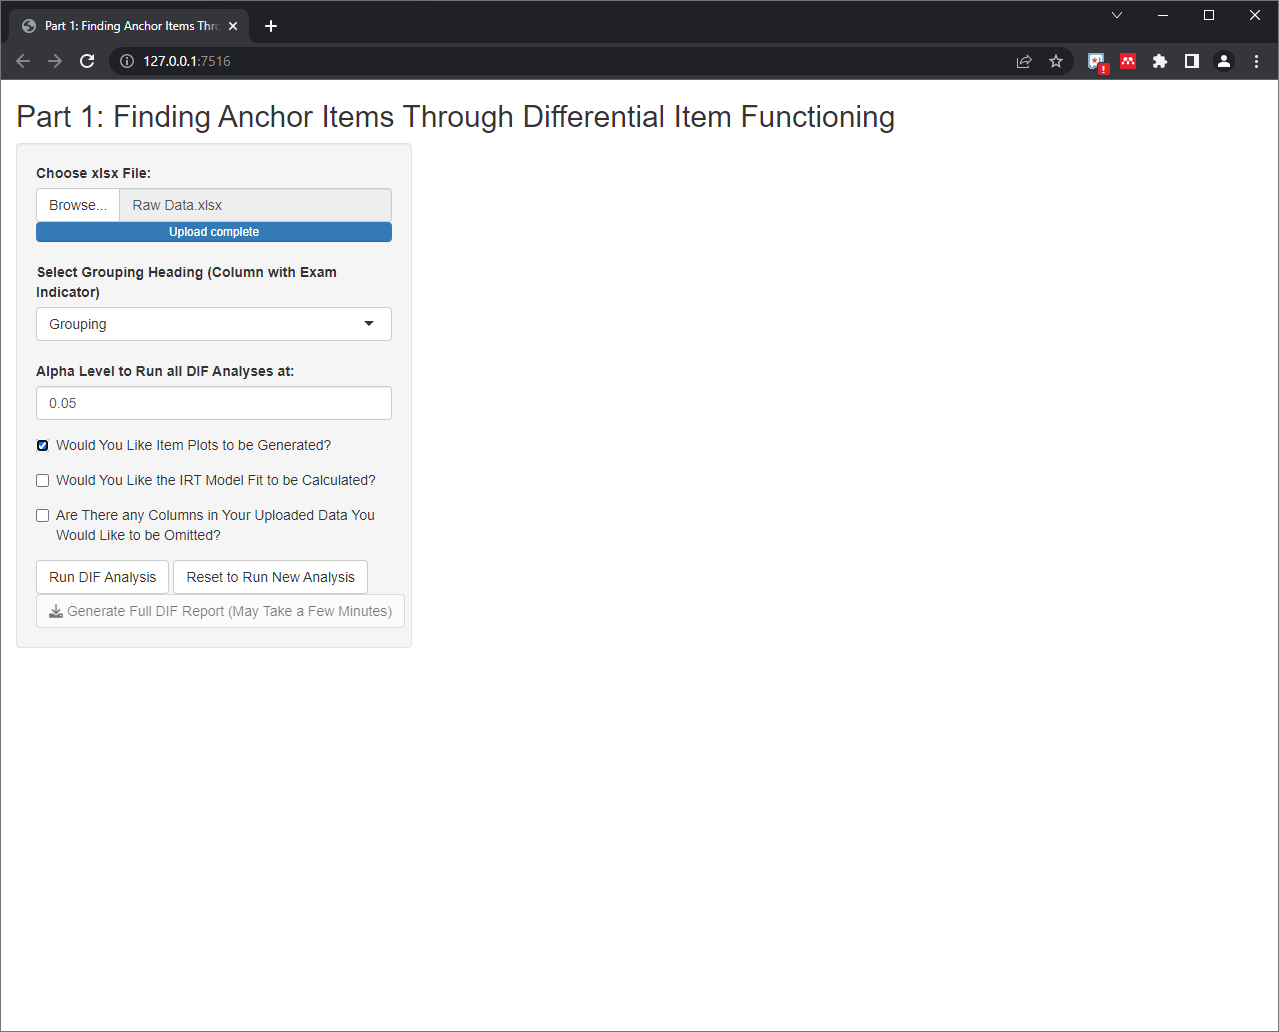 Part 1: Finding Anchor Items Thr
127.0.0.1:7516
Part 1: Finding Anchor Items Through Differential Item Functioning
Choose xlsx File:
Browse... Raw Data.xlsx
Upload complete
Select Grouping Heading (Column with Exam
Indicator)
Grouping
Alpha Level to Run all DIF Analyses at:
0.05
Would You Like Item Plots to be Generated?
Would You Like the IRT Model Fit to be Calculated?
Are There any Columns in Your Uploaded Data You
Would Like to be Omitted?
Run DIF Analysis Reset to Run New Analysis
Generate Full DIF Report (May Take a Few Minutes)